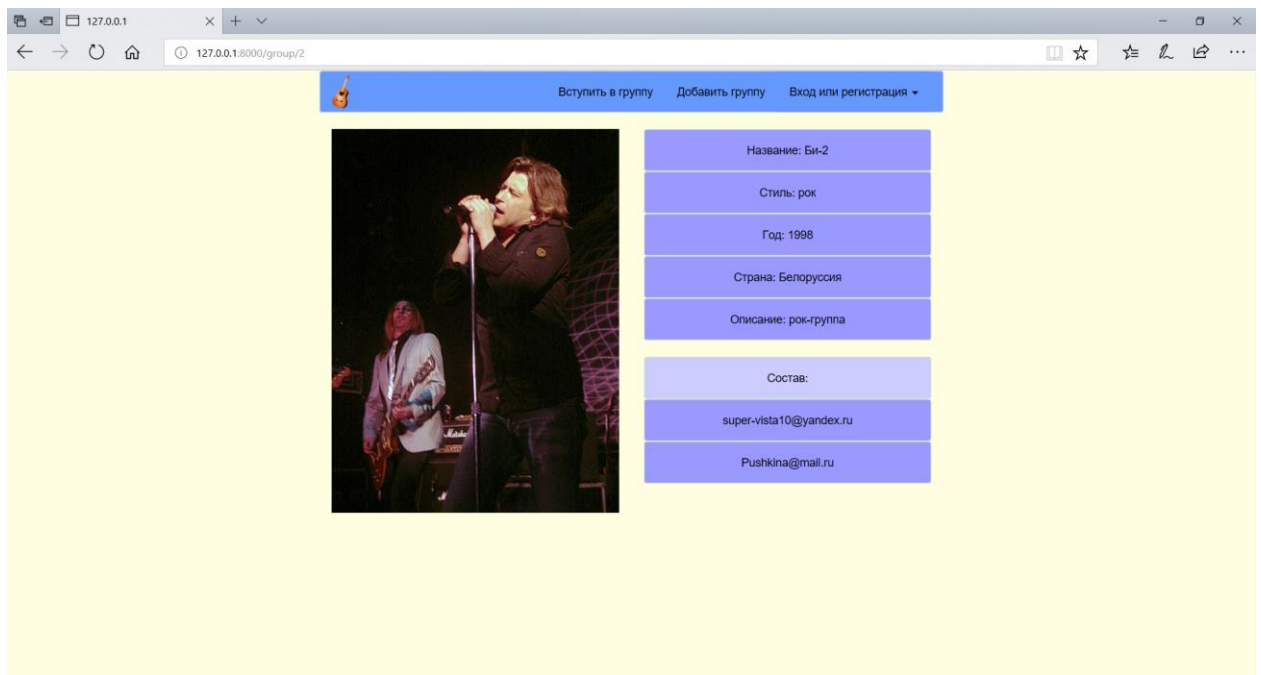 127.0.0.1
127.0.0.1:8000/group/2
Вступить в группу Добавить группу Вход или регистрация
Название: Би-2
Стиль: рок
Год: 1998
Страна: Белоруссия
Описание: рок-группа
Состав:
super-vista10@yandex.ru
Pushkina@mail.ru
Marshall